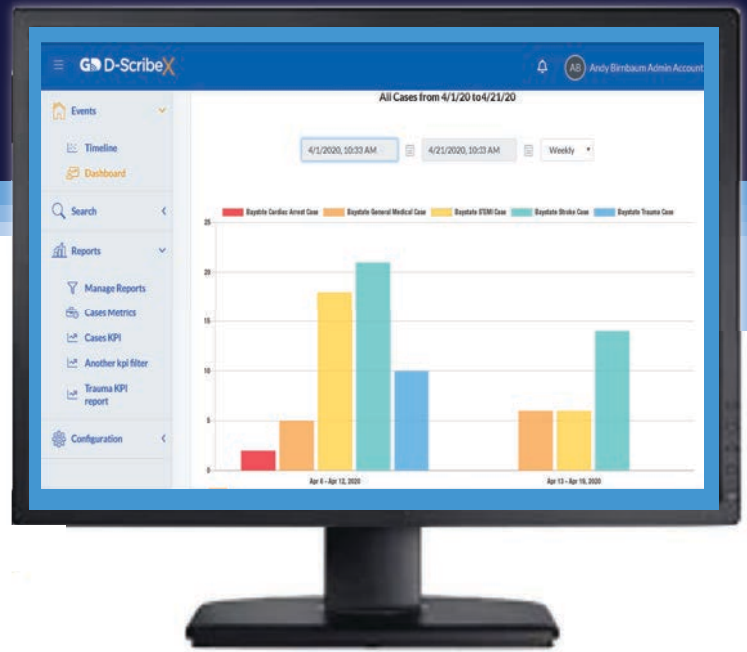 GD D-ScribeX
AB Andy Birnbaum Admin Account
Events
Timeline
Dashboard
Search
Reports
Manage Reports
Cases Metrics
Cases KPI
Another kpi filter
Trauma KPI
report
Configuration
All Cases from 4/1/20 to 4/21/20
4/1/2020, 10:33 AM 4/21/2020, 10:33 AM Weekly
Baystate Cardiac Arrest Case Baystate General Medical Case Baystate STEMI Case Baystate Stroke Case Baystate Trauma Case
25
20
15
10
5
0
Apr 6 - Apr 12, 2020 Apr 13 - Apr 19, 2020